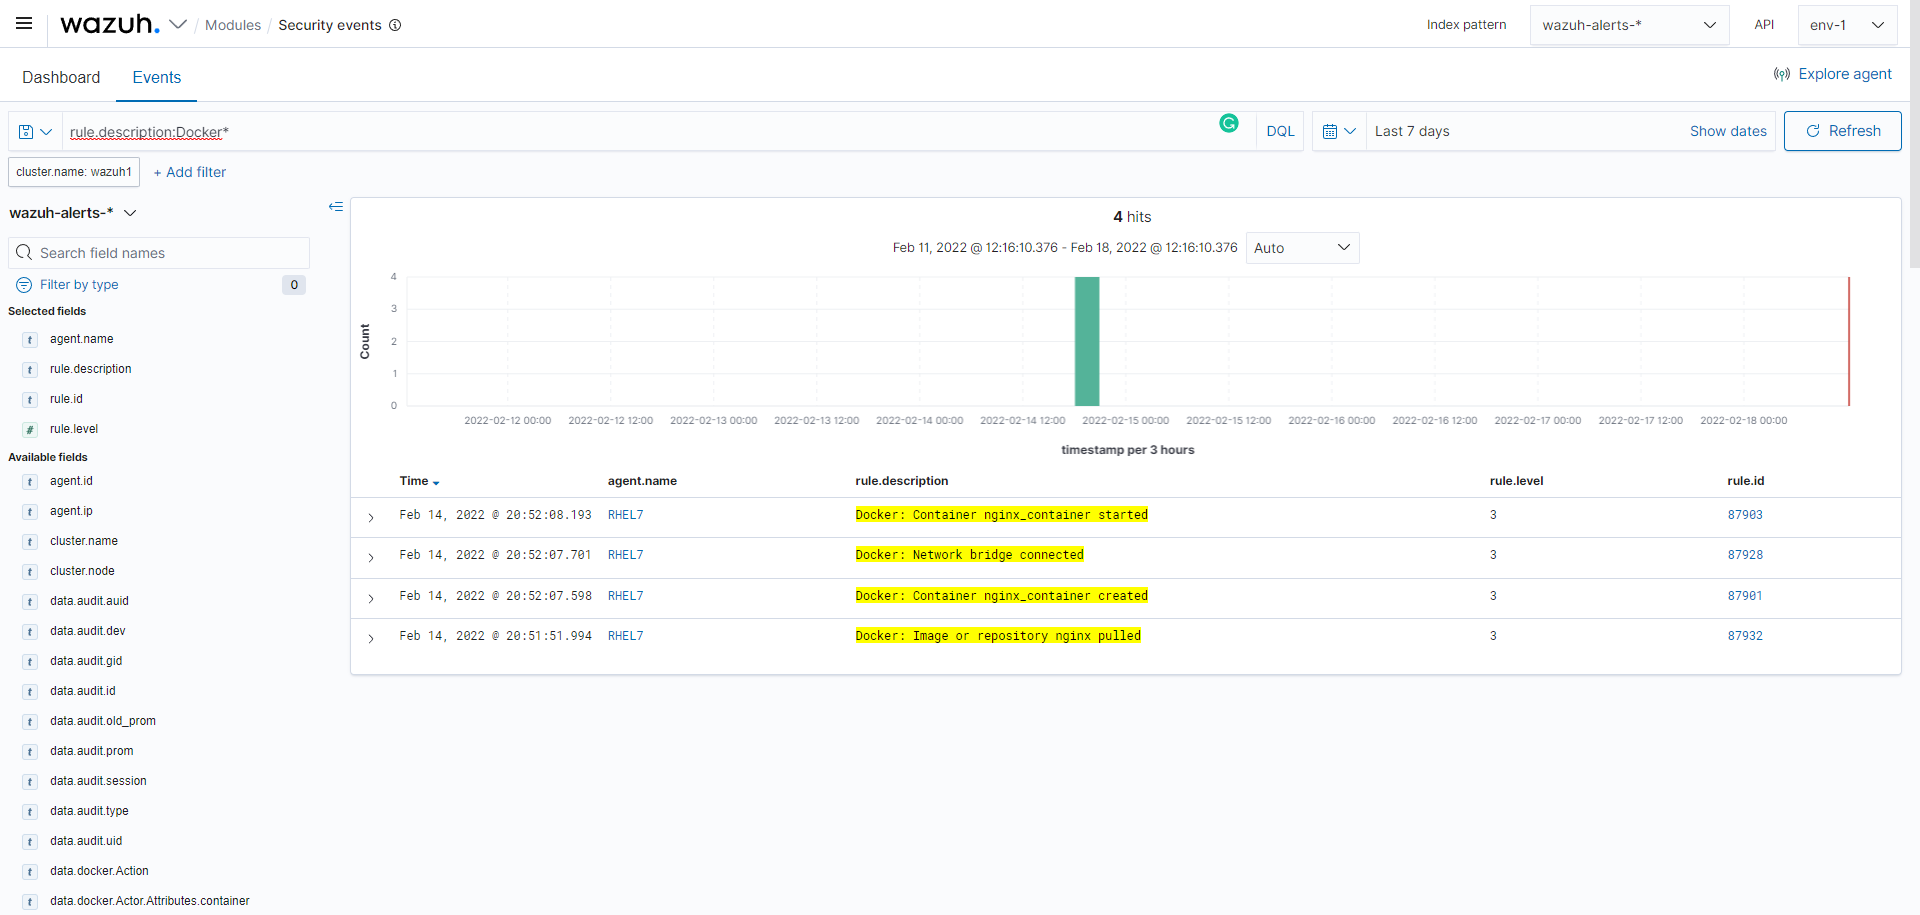 wazuh. / Modules / Security events
Index pattern wazuh-alerts-* API env-1
Dashboard Events
Explore agent
rule.description:Docker* DQL Last 7 days Show dates Refresh
cluster.name: wazuh1 + Add filter
wazuh-alerts-*
Search field names
Filter by type 0
Selected fields
t agent.name
t rule.description
t rule.id
# rule.level
Available fields
t agent.id
t agent.ip
t cluster.name
t cluster.node
t data.audit.auid
t data.audit.dev
t data.audit.gid
t data.audit.id
t data.audit.old_prom
t data.audit.prom
t data.audit.session
t data.audit.type
t data.audit.uid
t data.docker.Action
t data.docker.Actor.Attributes.container
4 hits
Feb 11, 2022 @ 12:16:10.376 - Feb 18, 2022 @ 12:16:10.376 Auto
Count
4
3
2
1
0
2022-02-12 00:00 2022-02-12 12:00 2022-02-13 00:00 2022-02-13 12:00 2022-02-14 00:00 2022-02-14 12:00 2022-02-15 00:00 2022-02-15 12:00 2022-02-16 00:00 2022-02-16 12:00 2022-02-17 00:00 2022-02-17 12:00 2022-02-18 00:00
timestamp per 3 hours
Time agent.name rule.description rule.level rule.id
Feb 14, 2022 @ 20:52:08.193 RHEL7 Docker: Container nginx_container started 3 87903
Feb 14, 2022 @ 20:52:07.701 RHEL7 Docker: Network bridge connected 3 87928
Feb 14, 2022 @ 20:52:07.598 RHEL7 Docker: Container nginx_container created 3 87901
Feb 14, 2022 @ 20:51:51.994 RHEL7 Docker: Image or repository nginx pulled 3 87932